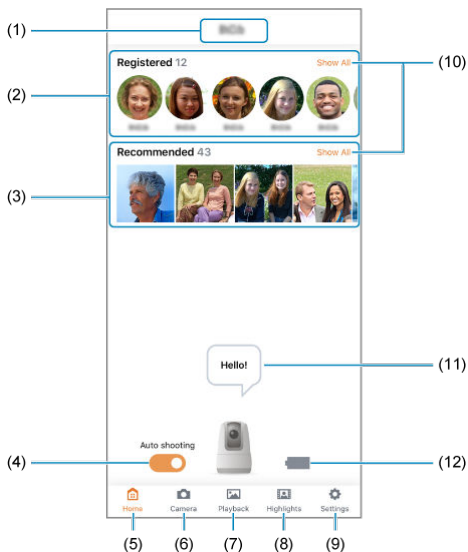 (1)
Registered 12 Show All
(10)
(2)
Recommended 43 Show All
(3)
Hello!
(11)
Auto shooting
(4)
(12)
Home Camera Playback Highlights Settings
(5) (6) (7) (8) (9)